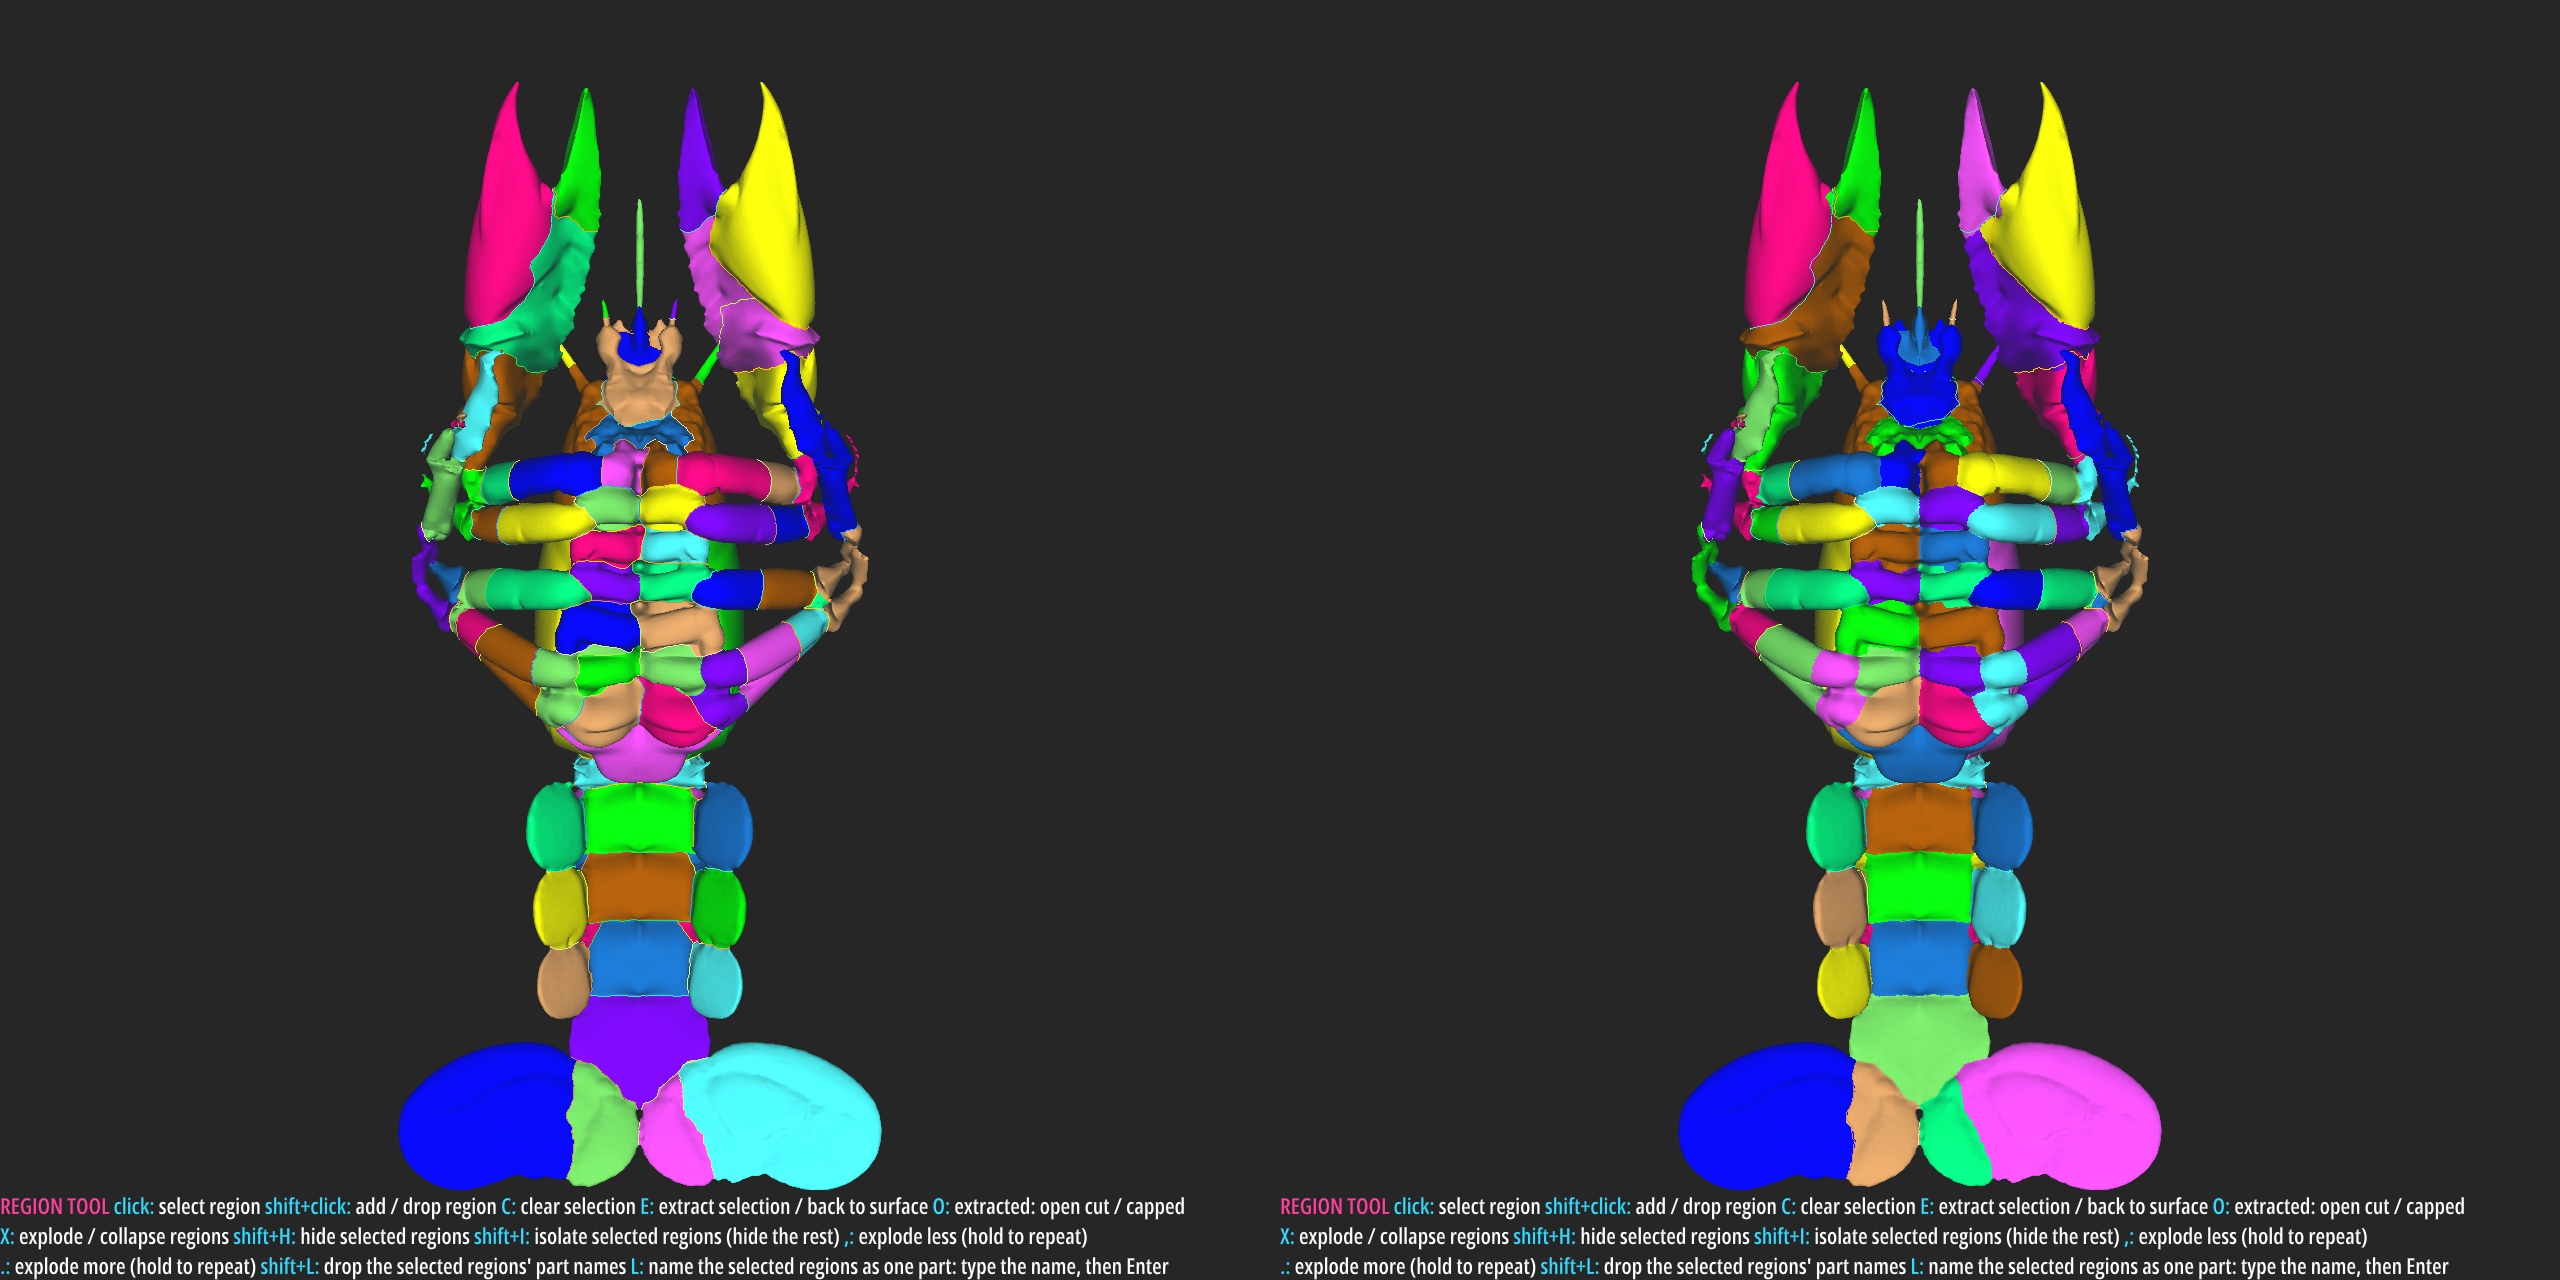 REGION TOOL click: select region shift+click: add / drop region C: clear selection E: extract selection / back to surface O: extracted: open cut / capped
X: explode / collapse regions shift+H: hide selected regions shift+I: isolate selected regions (hide the rest) ,: explode less (hold to repeat)
.: explode more (hold to repeat) shift+L: drop the selected regions' part names L: name the selected regions as one part: type the name, then Enter
REGION TOOL click: select region shift+click: add / drop region C: clear selection E: extract selection / back to surface O: extracted: open cut / capped
X: explode / collapse regions shift+H: hide selected regions shift+I: isolate selected regions (hide the rest) ,: explode less (hold to repeat)
.: explode more (hold to repeat) shift+L: drop the selected regions' part names L: name the selected regions as one part: type the name, then Enter